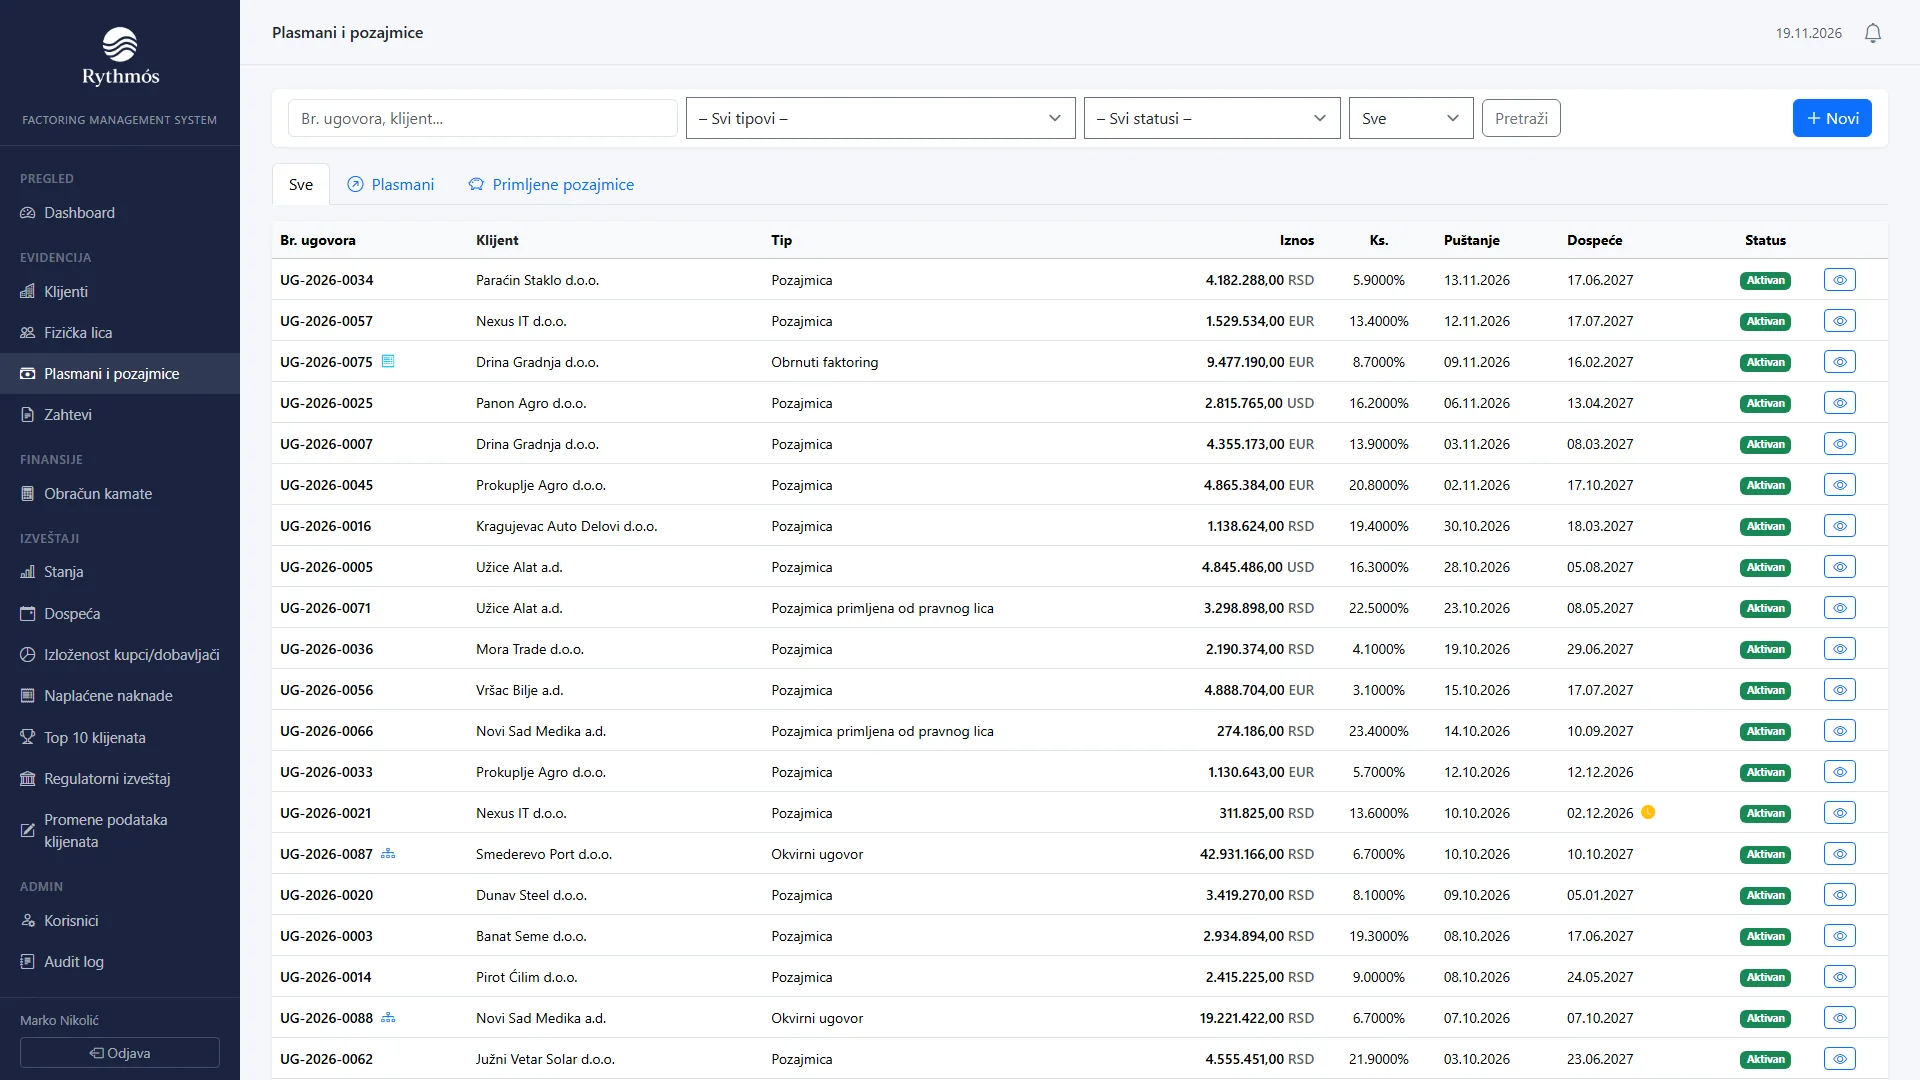 Rythmós
FACTORING MANAGEMENT SYSTEM
PREGLED
Dashboard
EVIDENCIJA
Klijenti
Fizička lica
Plasmani i pozajmice
Zahtevi
FINANSIJE
Obračun kamate
IZVEŠTAJI
Stanja
Dospeća
Izloženost kupci/dobavljači
Naplaćene naknade
Top 10 klijenata
Regulatorni izveštaj
Promene podataka
klijenata
ADMIN
Korisnici
Audit log
Marko Nikolić
Odjava
Plasmani i pozajmice 19.11.2026
Br. ugovora, klijent... – Svi tipovi – – Svi statusi – Sve Pretraži + Novi
Sve Plasmani Primljene pozajmice
Br. ugovora Klijent Tip Iznos Ks. Puštanje Dospeće Status
UG-2026-0034 Paraćin Staklo d.o.o. Pozajmica 4.182.288,00 RSD 5.9000% 13.11.2026 17.06.2027 Aktivan
UG-2026-0057 Nexus IT d.o.o. Pozajmica 1.529.534,00 EUR 13.4000% 12.11.2026 17.07.2027 Aktivan
UG-2026-0075 Drina Gradnja d.o.o. Obrnuti faktoring 9.477.190,00 EUR 8.7000% 09.11.2026 16.02.2027 Aktivan
UG-2026-0025 Panon Agro d.o.o. Pozajmica 2.815.765,00 USD 16.2000% 06.11.2026 13.04.2027 Aktivan
UG-2026-0007 Drina Gradnja d.o.o. Pozajmica 4.355.173,00 EUR 13.9000% 03.11.2026 08.03.2027 Aktivan
UG-2026-0045 Prokuplje Agro d.o.o. Pozajmica 4.865.384,00 EUR 20.8000% 02.11.2026 17.10.2027 Aktivan
UG-2026-0016 Kragujevac Auto Delovi d.o.o. Pozajmica 1.138.624,00 RSD 19.4000% 30.10.2026 18.03.2027 Aktivan
UG-2026-0005 Užice Alat a.d. Pozajmica 4.845.486,00 USD 16.3000% 28.10.2026 05.08.2027 Aktivan
UG-2026-0071 Užice Alat a.d. Pozajmica primljena od pravnog lica 3.298.898,00 RSD 22.5000% 23.10.2026 08.05.2027 Aktivan
UG-2026-0036 Mora Trade d.o.o. Pozajmica 2.190.374,00 RSD 4.1000% 19.10.2026 29.06.2027 Aktivan
UG-2026-0056 Vršac Bilje a.d. Pozajmica 4.888.704,00 EUR 3.1000% 15.10.2026 17.07.2027 Aktivan
UG-2026-0066 Novi Sad Medika a.d. Pozajmica primljena od pravnog lica 274.186,00 RSD 23.4000% 14.10.2026 10.09.2027 Aktivan
UG-2026-0033 Prokuplje Agro d.o.o. Pozajmica 1.130.643,00 EUR 5.7000% 12.10.2026 12.12.2026 Aktivan
UG-2026-0021 Nexus IT d.o.o. Pozajmica 311.825,00 RSD 13.6000% 10.10.2026 02.12.2026 Aktivan
UG-2026-0087 Smederevo Port d.o.o. Okvirni ugovor 42.931.166,00 RSD 6.7000% 10.10.2026 10.10.2027 Aktivan
UG-2026-0020 Dunav Steel d.o.o. Pozajmica 3.419.270,00 RSD 8.1000% 09.10.2026 05.01.2027 Aktivan
UG-2026-0003 Banat Seme d.o.o. Pozajmica 2.934.894,00 RSD 19.3000% 08.10.2026 17.06.2027 Aktivan
UG-2026-0014 Pirot Ćilim d.o.o. Pozajmica 2.415.225,00 RSD 9.0000% 08.10.2026 24.05.2027 Aktivan
UG-2026-0088 Novi Sad Medika a.d. Okvirni ugovor 19.221.422,00 RSD 6.7000% 07.10.2026 07.10.2027 Aktivan
UG-2026-0062 Južni Vetar Solar d.o.o. Pozajmica 4.555.451,00 RSD 21.9000% 03.10.2026 23.06.2027 Aktivan